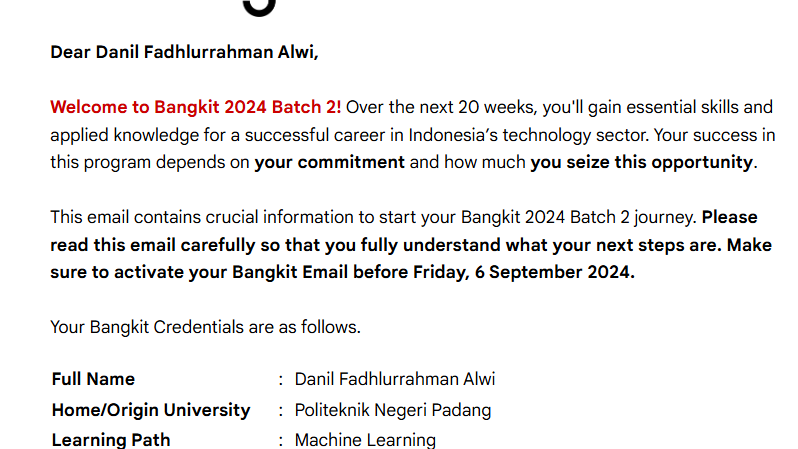 Dear Danil Fadhlurrahman Alwi,
Welcome to Bangkit 2024 Batch 2! Over the next 20 weeks, you'll gain essential skills and
applied knowledge for a successful career in Indonesia’s technology sector. Your success in
this program depends on your commitment and how much you seize this opportunity.
This email contains crucial information to start your Bangkit 2024 Batch 2 journey. Please
read this email carefully so that you fully understand what your next steps are. Make
sure to activate your Bangkit Email before Friday, 6 September 2024.
Your Bangkit Credentials are as follows.
Full Name : Danil Fadhlurrahman Alwi
Home/Origin University : Politeknik Negeri Padang
Learning Path : Machine Learning